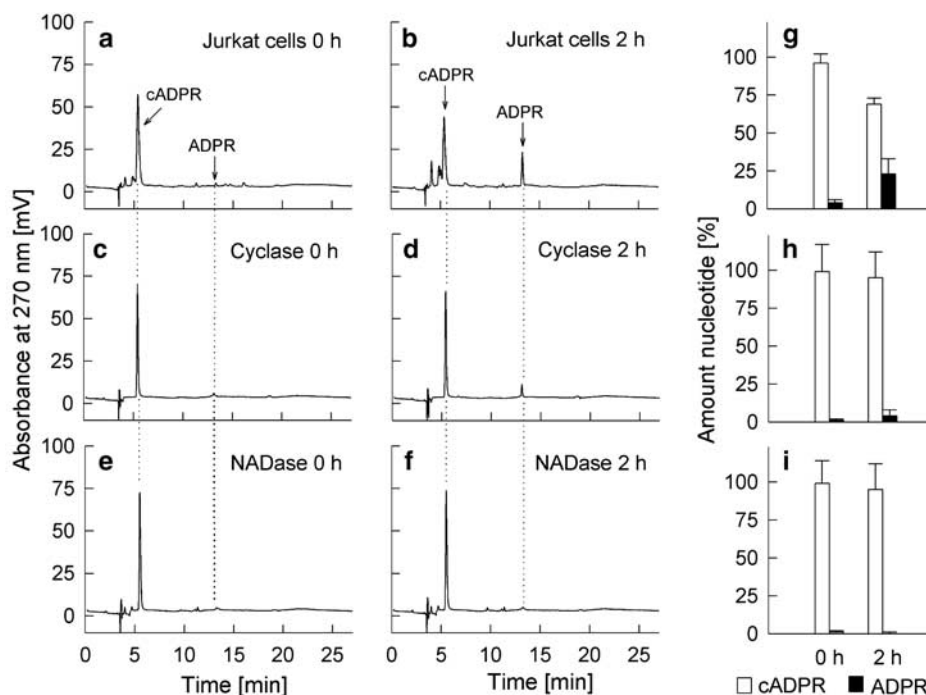 Absorbance at 270 nm [mV]
a
Jurkat cells 0 h
cADPR
ADPR
100
75
50
25
0
b
Jurkat cells 2 h
cADPR
ADPR
c
Cyclase 0 h
100
75
50
25
0
d
Cyclase 2 h
e
NADase 0 h
100
75
50
25
0
0 5 10 15 20 25
Time [min]
f
NADase 2 h
0 5 10 15 20 25
Time [min]
Amount nucleotide [%]
g
100
75
50
25
0
h
100
75
50
25
0
i
100
75
50
25
0
0 h 2 h
cADPR ADPR